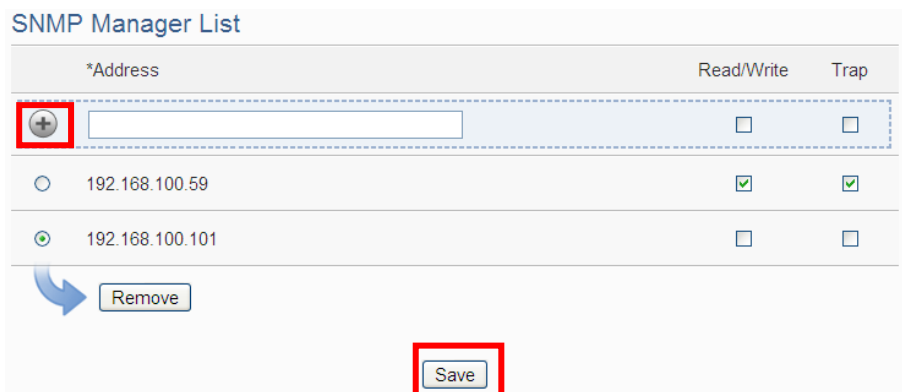 SNMP Manager List
*Address Read/Write Trap
192.168.100.59
192.168.100.101
Remove
Save